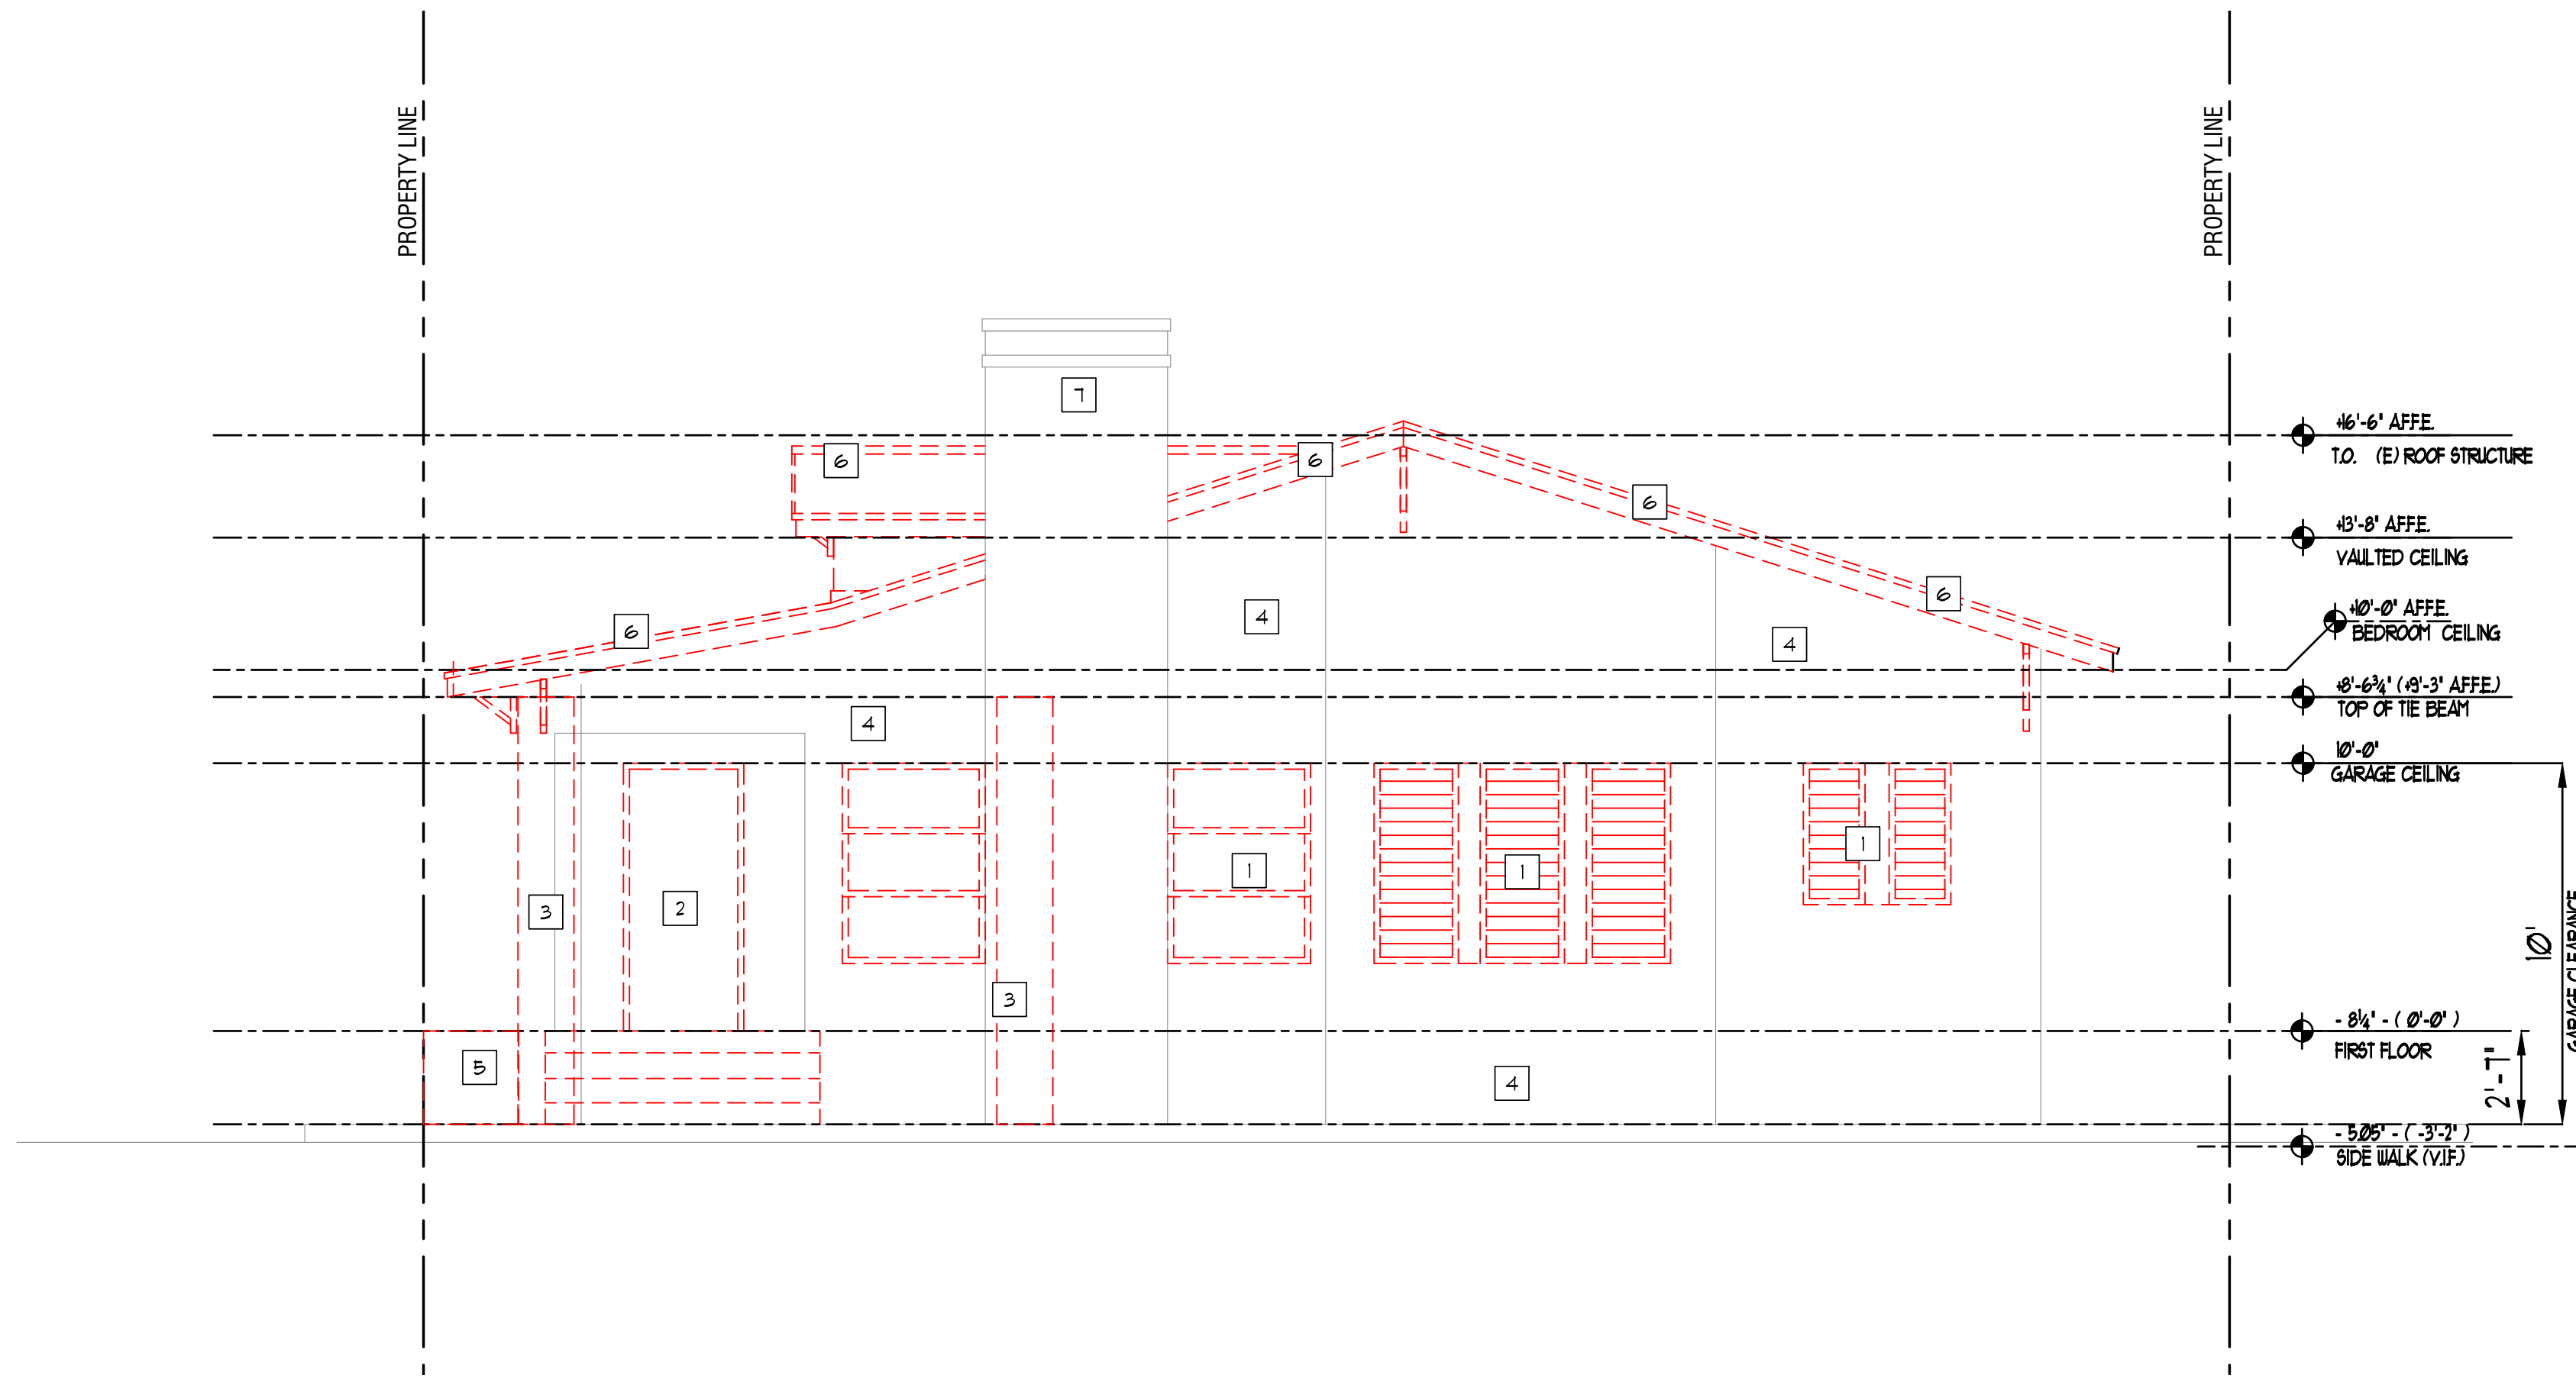 PROPERTY LINE
PROPERTY LINE
7
6
6
6
6
6
4
4
4
1
1
1
2
3
3
4
5
+16'-6" A.F.F.E.
T.O. (E) ROOF STRUCTURE
+13'-8" A.F.F.E.
VAULTED CEILING
+10'-0" A.F.F.E.
BEDROOM CEILING
+8'-6¾" (+9'-3" A.F.F.E.)
TOP OF TIE BEAM
10'-0"
GARAGE CEILING
10'
GARAGE CLEARANCE
- 8¼" - ( 0'-0" )
FIRST FLOOR
2'-7"
- 5.05" - ( -3'-2" )
SIDE WALK (V.I.F.)